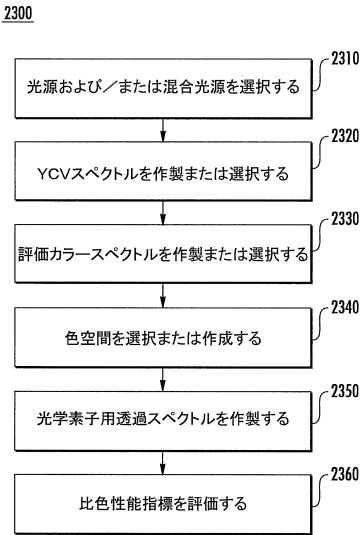 2300
2310
光源および／または混合光源を選択する
2320
YCVスペクトルを作製または選択する
2330
評価カラースペクトルを作製または選択する
2340
色空間を選択または作成する
2350
光学素子用透過スペクトルを作製する
2360
比色性能指標を評価する